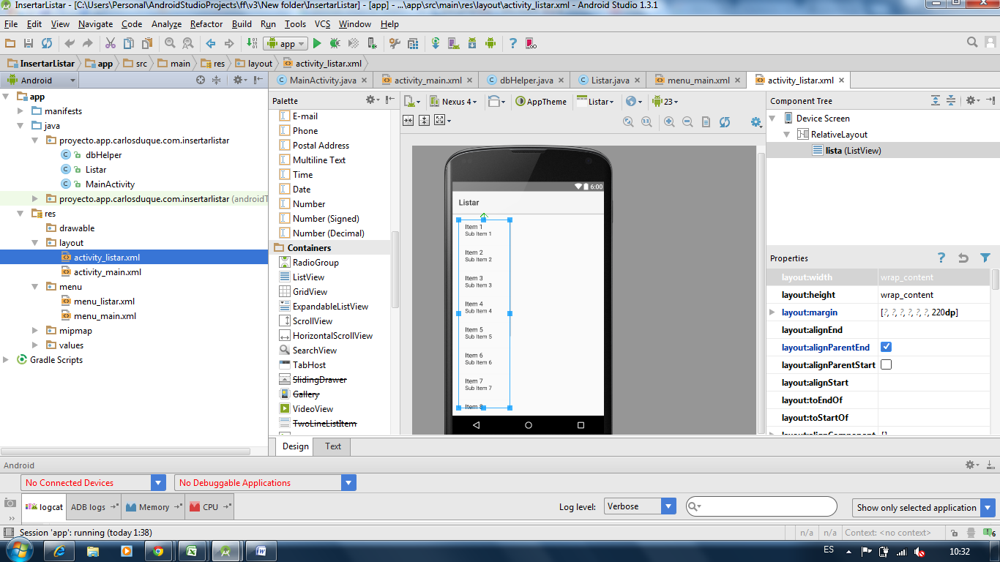 InsertarListar - [C:\Users\Personal\AndroidStudioProjects\ff\v3\New folder\InsertarListar] - [app] - ...\app\src\main\res\layout\activity_listar.xml - Android Studio 1.3.1
File Edit View Navigate Code Analyze Refactor Build Run Tools VCS Window Help
app
InsertarListar app src main res layout activity_listar.xml
Android
MainActivity.java activity_main.xml dbHelper.java Listar.java menu_main.xml activity_listar.xml
app
manifests
java
proyecto.app.carlosduque.com.insertarlistar
dbHelper
Listar
MainActivity
proyecto.app.carlosduque.com.insertarlistar (androidT
res
drawable
layout
activity_listar.xml
activity_main.xml
menu
menu_listar.xml
menu_main.xml
mipmap
values
Gradle Scripts
Palette
E-mail
Phone
Postal Address
Multiline Text
Time
Date
Number
Number (Signed)
Number (Decimal)
Containers
RadioGroup
ListView
GridView
ExpandableListView
ScrollView
HorizontalScrollView
SearchView
TabHost
SlidingDrawer
Gallery
VideoView
TwoLineListItem
Nexus 4 AppTheme Listar 23
6:00
Listar
Item 1
Sub Item 1
Item 2
Sub Item 2
Item 3
Sub Item 3
Item 4
Sub Item 4
Item 5
Sub Item 5
Item 6
Sub Item 6
Item 7
Sub Item 7
Item 8
Component Tree
Device Screen
RelativeLayout
lista (ListView)
Properties
layout:width wrap_content
layout:height wrap_content
layout:margin [?, ?, ?, ?, ?, ?, 220dp]
layout:alignEnd
layout:alignParentEnd
layout:alignParentStart
layout:alignStart
layout:toEndOf
layout:toStartOf
layout:alignComponent []
Design Text
Android
No Connected Devices No Debuggable Applications
logcat ADB logs Memory CPU
Log level: Verbose
Show only selected application
Session 'app': running (today 1:38)
n/a n/a Context: <no context> 6
ES 10:32